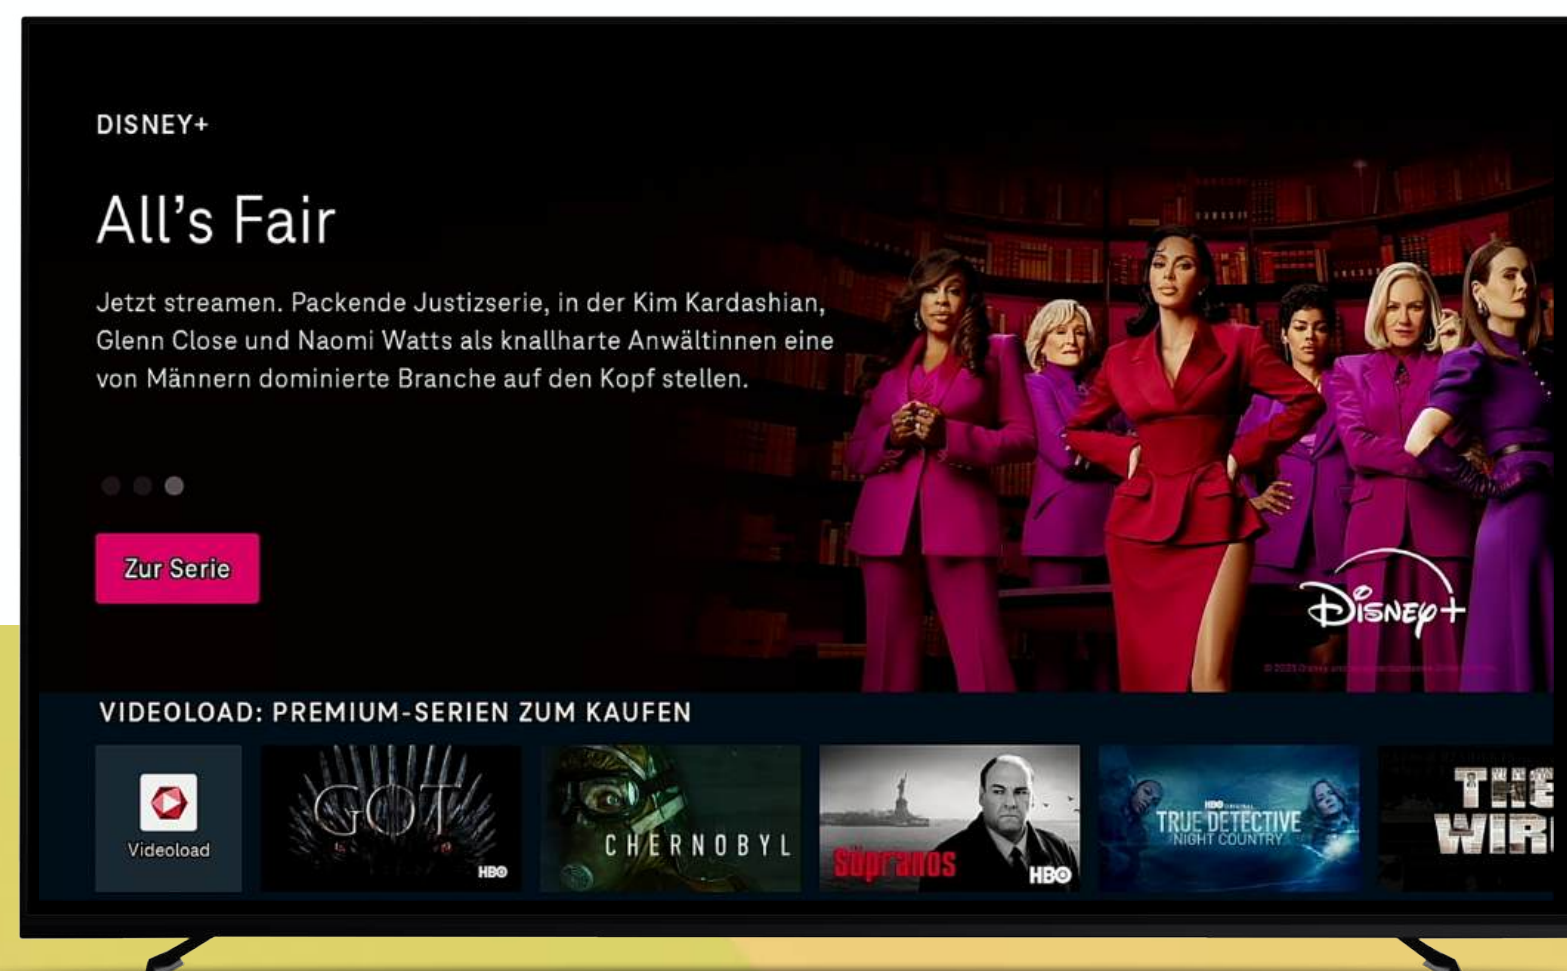 DISNEY+
All's Fair
Jetzt streamen. Packende Justizserie, in der Kim Kardashian,
Glenn Close und Naomi Watts als knallharte Anwältinnen eine
von Männern dominierte Branche auf den Kopf stellen.
Zur Serie
Disney+
VIDEOLOAD: PREMIUM-SERIEN ZUM KAUFEN
Videoload
GOT
HBO
CHERNOBYL
Sopranos
HBO
HBO ORIGINAL
TRUE DETECTIVE
NIGHT COUNTRY
THE